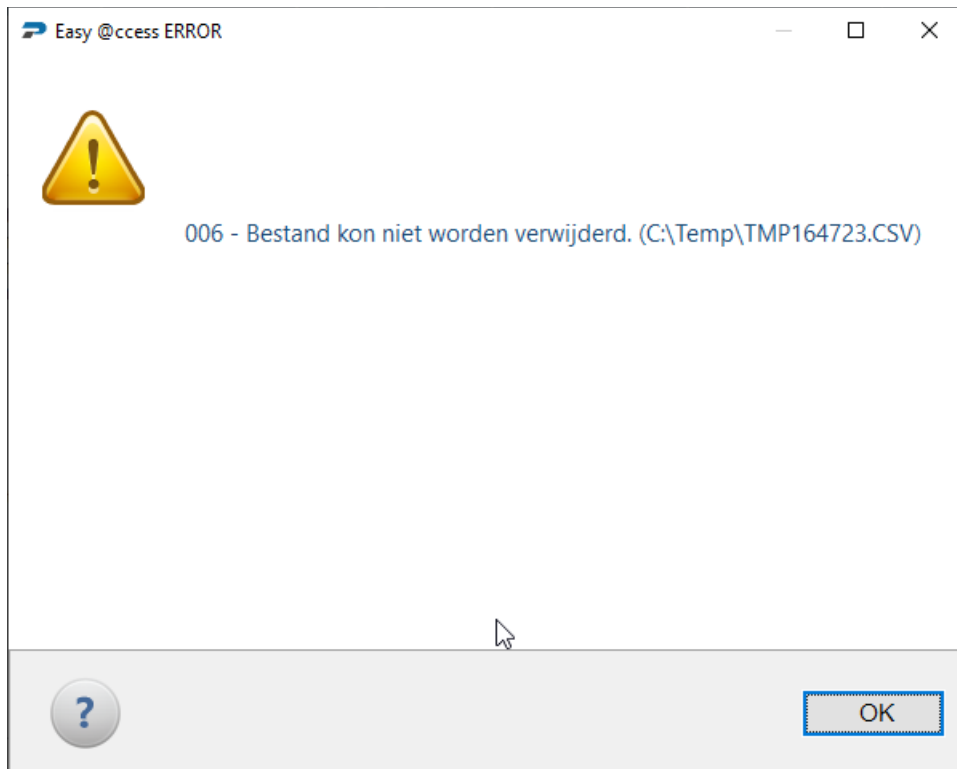 Easy @ccess ERROR
006 - Bestand kon niet worden verwijderd. (C:\Temp\TMP164723.CSV)
?
OK